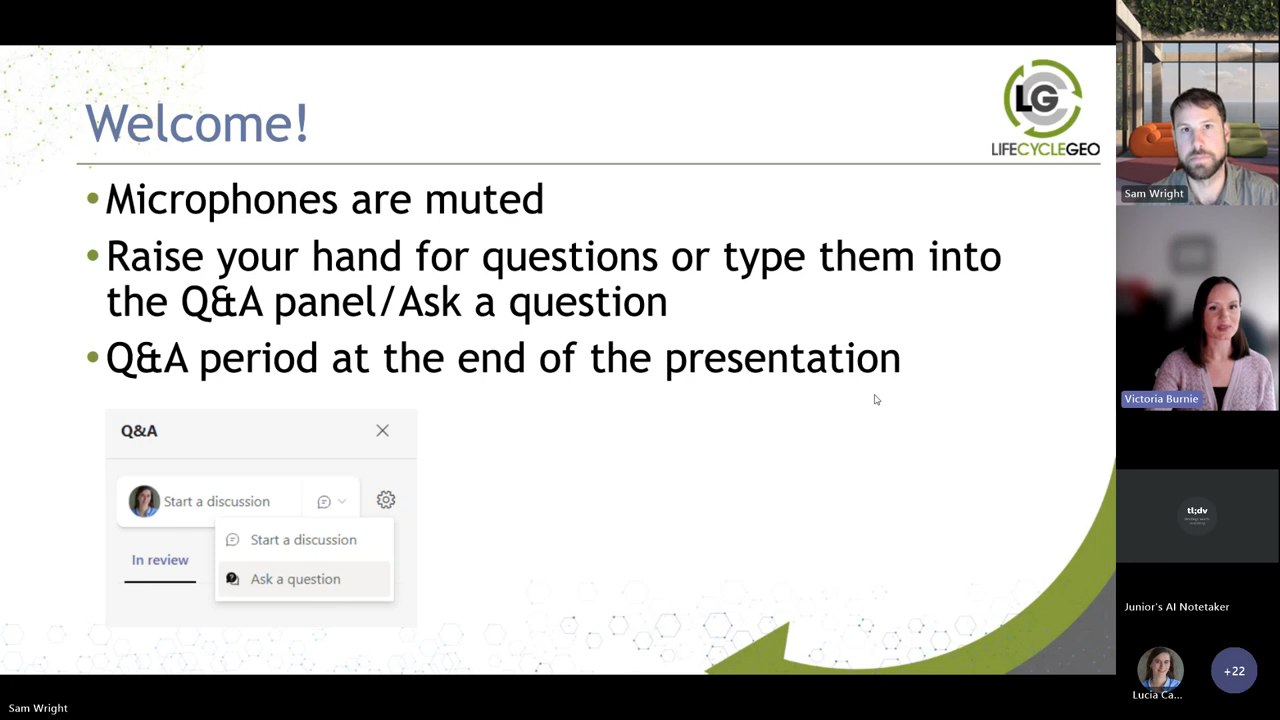 Welcome!
LGC
LIFECYCLEGEO
•Microphones are muted
•Raise your hand for questions or type them into
the Q&A panel/Ask a question
•Q&A period at the end of the presentation
Q&A
Start a discussion
Start a discussion
In review
Ask a question
Sam Wright
Victoria Burnie
tl;dv
Junior's AI Notetaker
Lucia Ca...
+22
Sam Wright